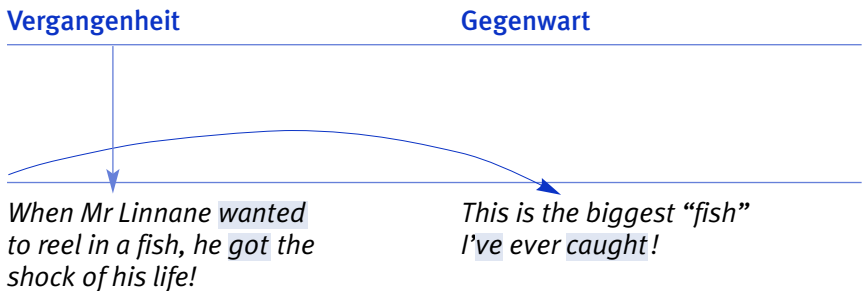 Vergangenheit
Gegenwart
When Mr Linnane wanted
to reel in a fish, he got the
shock of his life!
This is the biggest “fish”
I’ve ever caught!